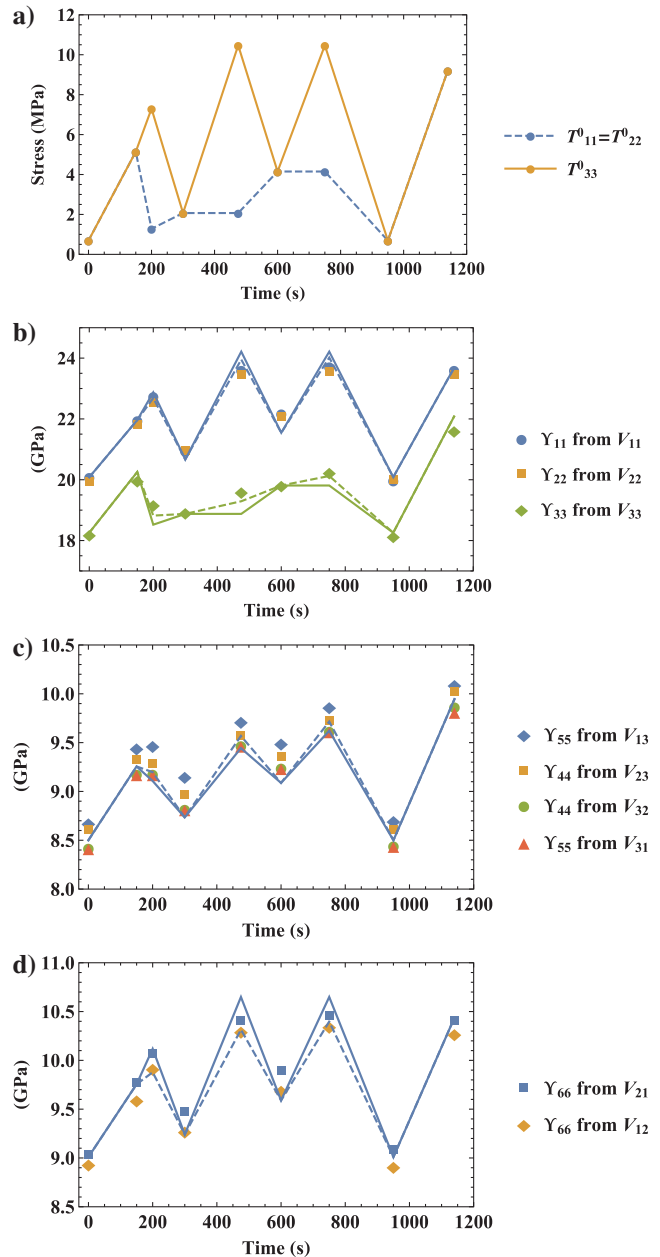 a)
12
10
8
6
4
2
0
Stress (MPa)
0 200 400 600 800 1000 1200
Time (s)
T⁰₁₁=T⁰₂₂
T⁰₃₃
b)
24
22
20
18
(GPa)
0 200 400 600 800 1000 1200
Time (s)
ϒ₁₁ from V₁₁
ϒ₂₂ from V₂₂
ϒ₃₃ from V₃₃
c)
10.5
10.0
9.5
9.0
8.5
8.0
(GPa)
0 200 400 600 800 1000 1200
Time (s)
ϒ₅₅ from V₁₃
ϒ₄₄ from V₂₃
ϒ₄₄ from V₃₂
ϒ₅₅ from V₃₁
d)
11.0
10.5
10.0
9.5
9.0
8.5
(GPa)
0 200 400 600 800 1000 1200
Time (s)
ϒ₆₆ from V₂₁
ϒ₆₆ from V₁₂